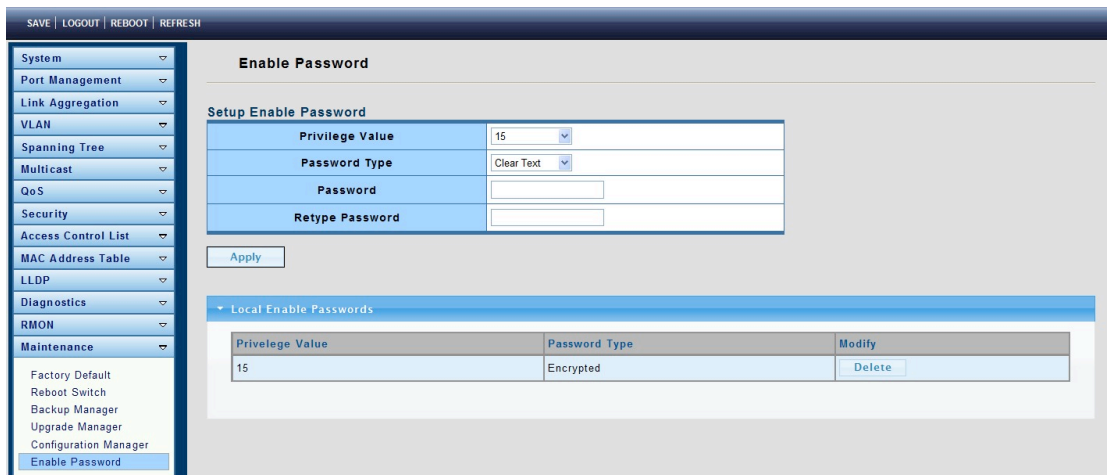 SAVE | LOGOUT | REBOOT | REFRESH
System
Port Management
Link Aggregation
VLAN
Spanning Tree
Multicast
QoS
Security
Access Control List
MAC Address Table
LLDP
Diagnostics
RMON
Maintenance
Factory Default
Reboot Switch
Backup Manager
Upgrade Manager
Configuration Manager
Enable Password
Enable Password
Setup Enable Password
Privilege Value 15
Password Type Clear Text
Password
Retype Password
Apply
Local Enable Passwords
Privelege Value Password Type Modify
15 Encrypted Delete